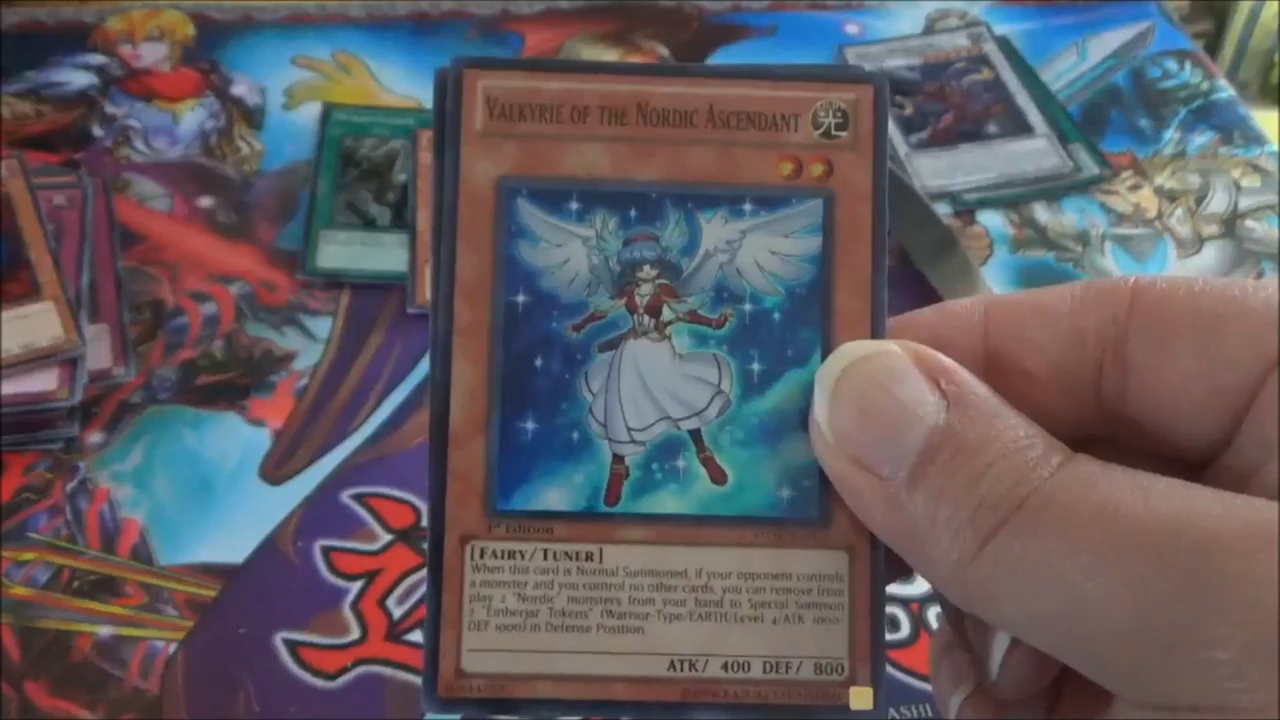 VALKYRIE OF THE NORDIC ASCENDANT
光
1st Edition
[FAIRY/TUNER]
When this card is Normal Summoned, if your opponent controls
a monster and you control no other cards, you can remove from
play 2 "Nordic" monsters from your hand to Special Summon
2 "Einherjar Tokens" (Warrior-Type/EARTH/Level 4/ATK 1000/
DEF 1000) in Defense Position.
ATK/ 400 DEF/ 800
ASHI